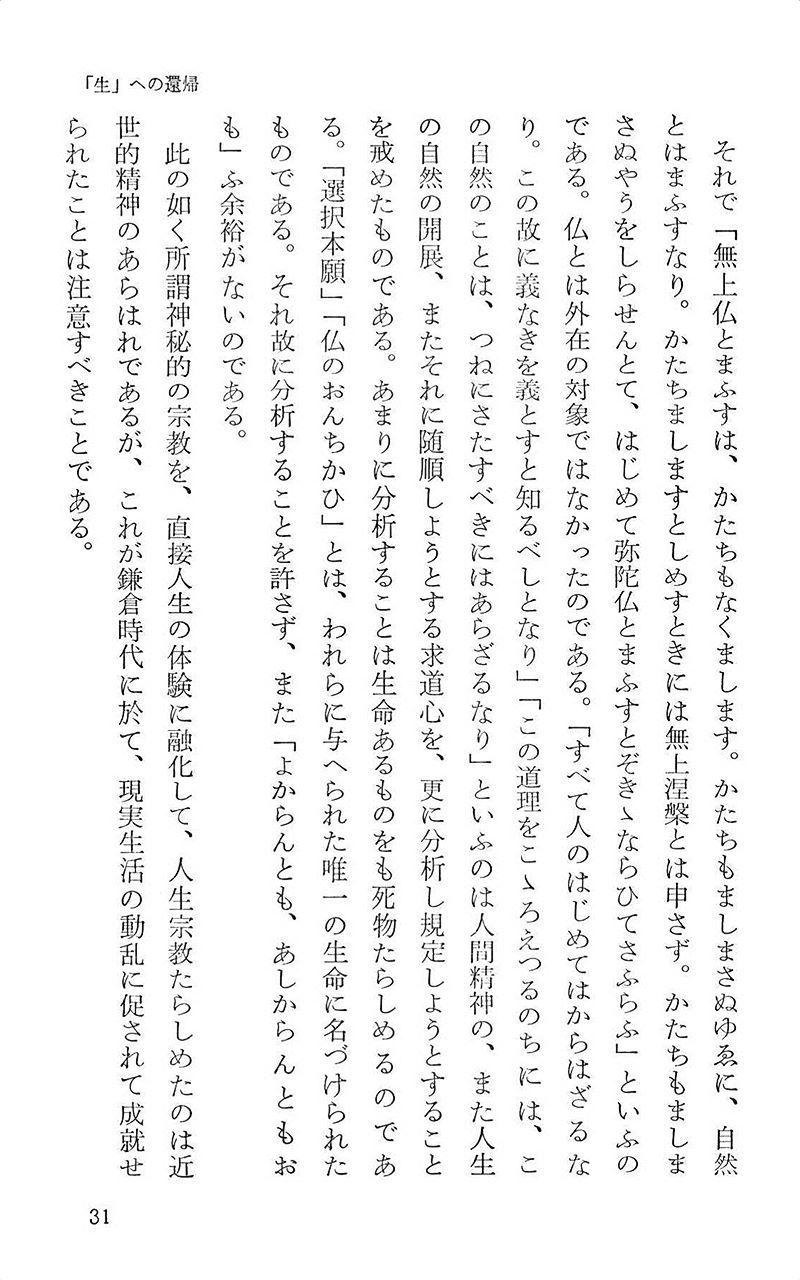 「生」への還帰
それで「無上仏とまふすは、かたちもなくまします。かたちもましまさぬゆゑに、自然
とはまふすなり。かたちましますとしめすときには無上涅槃とは申さず。かたちもましま
さぬやうをしらせんとて、はじめて弥陀仏とまふすとぞきゝならひてさふらふ」といふの
である。仏とは外在の対象ではなかったのである。「すべて人のはじめてはからはざるな
り。この故に義なきを義とすと知るべしとなり」「この道理をこゝろえつるのちには、こ
の自然のことは、つねにさたすべきにはあらざるなり」といふのは人間精神の、また人生
の自然の開展、またそれに随順しようとする求道心を、更に分析し規定しようとすること
を戒めたものである。あまりに分析することは生命あるものをも死物たらしめるのであ
る。「選択本願」「仏のおんちかひ」とは、われらに与へられた唯一の生命に名づけられた
ものである。それ故に分析することを許さず、また「よからんとも、あしからんともお
も」ふ余裕がないのである。
此の如く所謂神秘的の宗教を、直接人生の体験に融化して、人生宗教たらしめたのは近
世的精神のあらはれであるが、これが鎌倉時代に於て、現実生活の動乱に促されて成就せ
られたことは注意すべきことである。
31